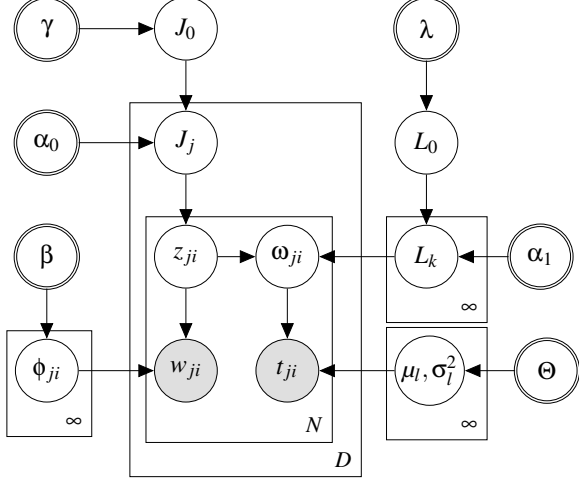 γ J₀ λ
α₀ Jⱼ L₀
β zⱼᵢ ωⱼᵢ Lₖ α₁
∞
ϕⱼᵢ wⱼᵢ tⱼᵢ μₗ, σₗ² Θ
∞ N ∞
D